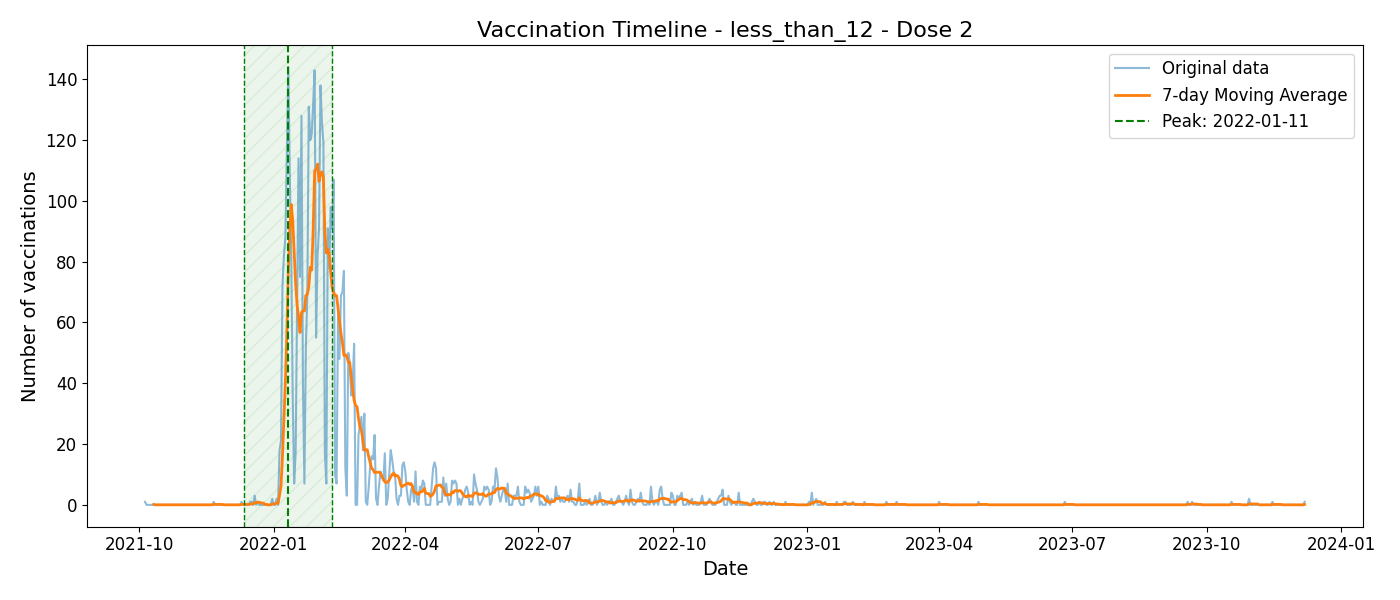 Vaccination Timeline - less_than_12 - Dose 2
Original data
7-day Moving Average
Peak: 2022-01-11
Number of vaccinations
140
120
100
80
60
40
20
0
2021-10 2022-01 2022-04 2022-07 2022-10 2023-01 2023-04 2023-07 2023-10 2024-01
Date